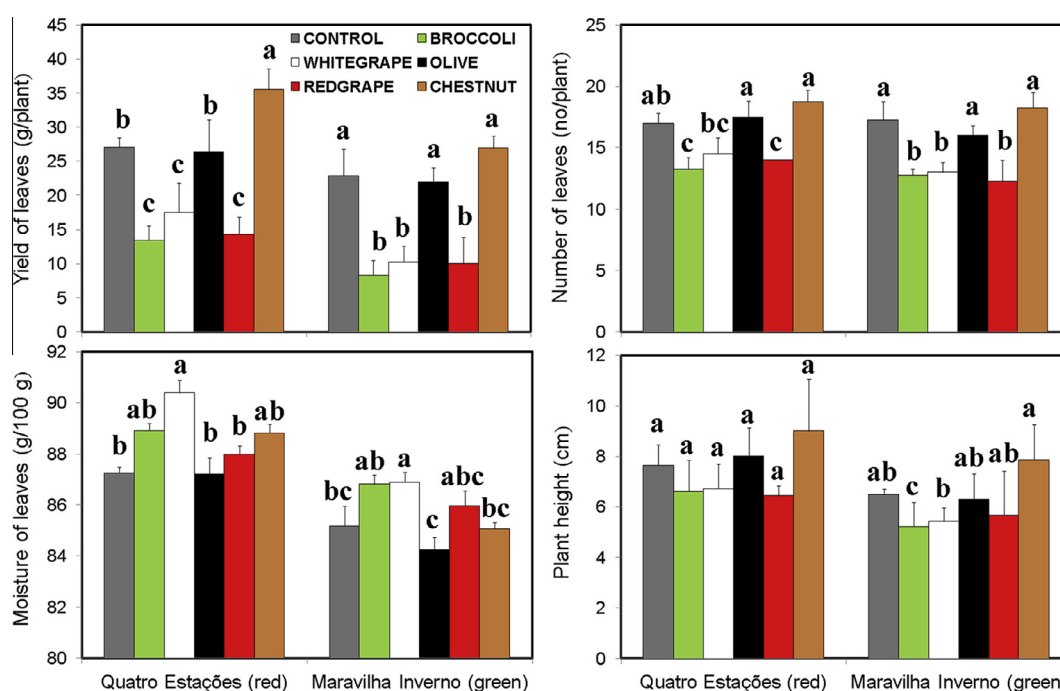 Yield of leaves (g/plant)
45
40
35
30
25
20
15
10
5
0
CONTROL BROCCOLI
WHITEGRAPE OLIVE
REDGRAPE CHESTNUT
b c c b c a
a b b a b a
Number of leaves (no/plant)
25
20
15
10
5
0
ab c bc a c a
a b b a b a
Moisture of leaves (g/100 g)
92
90
88
86
84
82
80
b ab a b b ab
bc ab a c abc bc
Quatro Estações (red) Maravilha Inverno (green)
Plant height (cm)
12
10
8
6
4
2
0
a a a a a a
ab c b ab ab a
Quatro Estações (red) Maravilha Inverno (green)